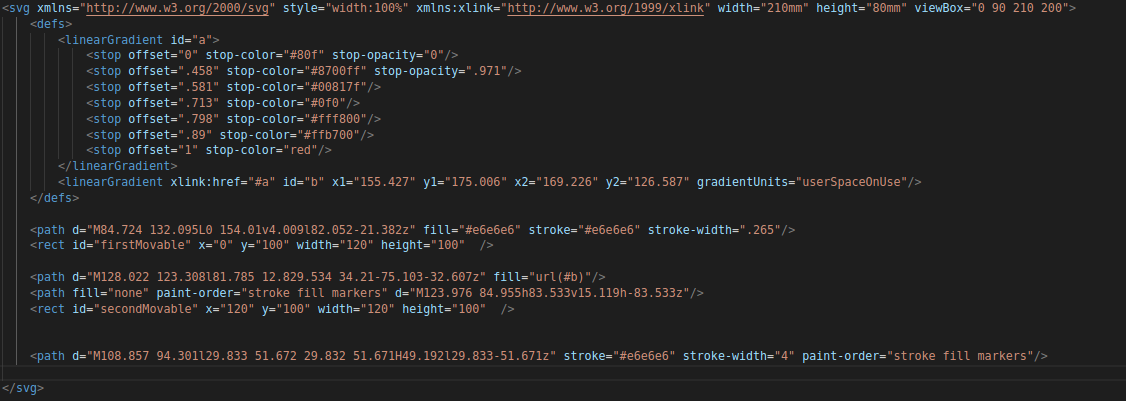 <svg xmlns="http://www.w3.org/2000/svg" style="width:100%" xmlns:xlink="http://www.w3.org/1999/xlink" width="210mm" height="80mm" viewBox="0 90 210 200">
<defs>
<linearGradient id="a">
<stop offset="0" stop-color="#80f" stop-opacity="0"/>
<stop offset=".458" stop-color="#8700ff" stop-opacity=".971"/>
<stop offset=".581" stop-color="#00817f"/>
<stop offset=".713" stop-color="#0f0"/>
<stop offset=".798" stop-color="#fff800"/>
<stop offset=".89" stop-color="#ffb700"/>
<stop offset="1" stop-color="red"/>
</linearGradient>
<linearGradient xlink:href="#a" id="b" x1="155.427" y1="175.006" x2="169.226" y2="126.587" gradientUnits="userSpaceOnUse"/>
</defs>
<path d="M84.724 132.095L0 154.01v4.009l82.052-21.382z" fill="#e6e6e6" stroke="#e6e6e6" stroke-width=".265"/>
<rect id="firstMovable" x="0" y="100" width="120" height="100"  />
<path d="M128.022 123.308l81.785 12.829.534 34.21-75.103-32.607z" fill="url(#b)"/>
<path fill="none" paint-order="stroke fill markers" d="M123.976 84.955h83.533v15.119h-83.533z"/>
<rect id="secondMovable" x="120" y="100" width="120" height="100"  />
<path d="M108.857 94.301l29.833 51.672 29.832 51.671H49.192l29.833-51.671z" stroke="#e6e6e6" stroke-width="4" paint-order="stroke fill markers"/>
</svg>